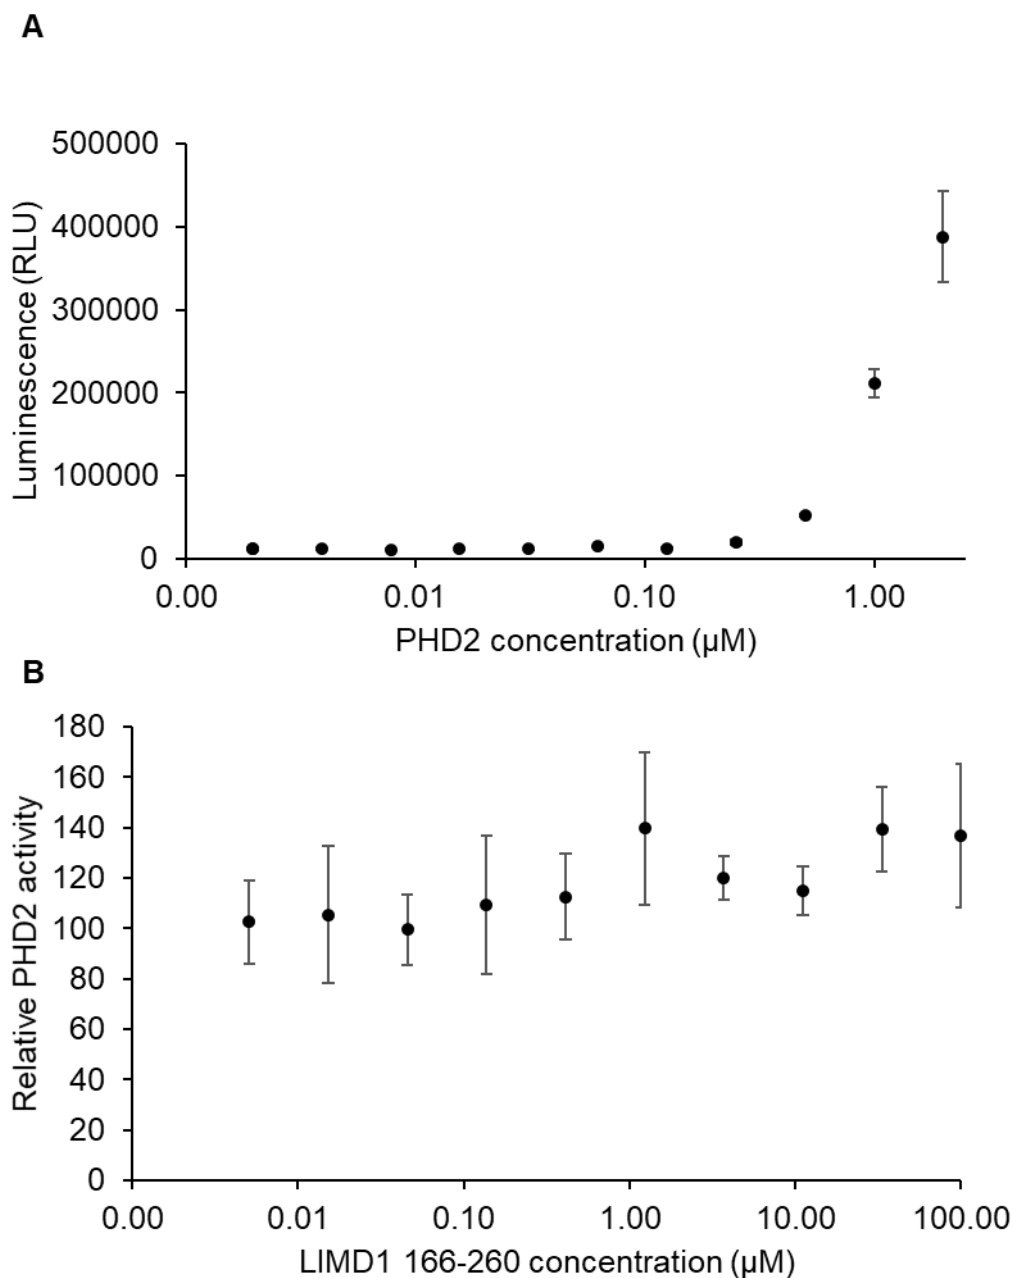 A
500000
400000
300000
200000
100000
0
Luminescence (RLU)
0.00 0.01 0.10 1.00
PHD2 concentration (µM)
B
180
160
140
120
100
80
60
40
20
0
Relative PHD2 activity
0.00 0.01 0.10 1.00 10.00 100.00
LIMD1 166-260 concentration (µM)